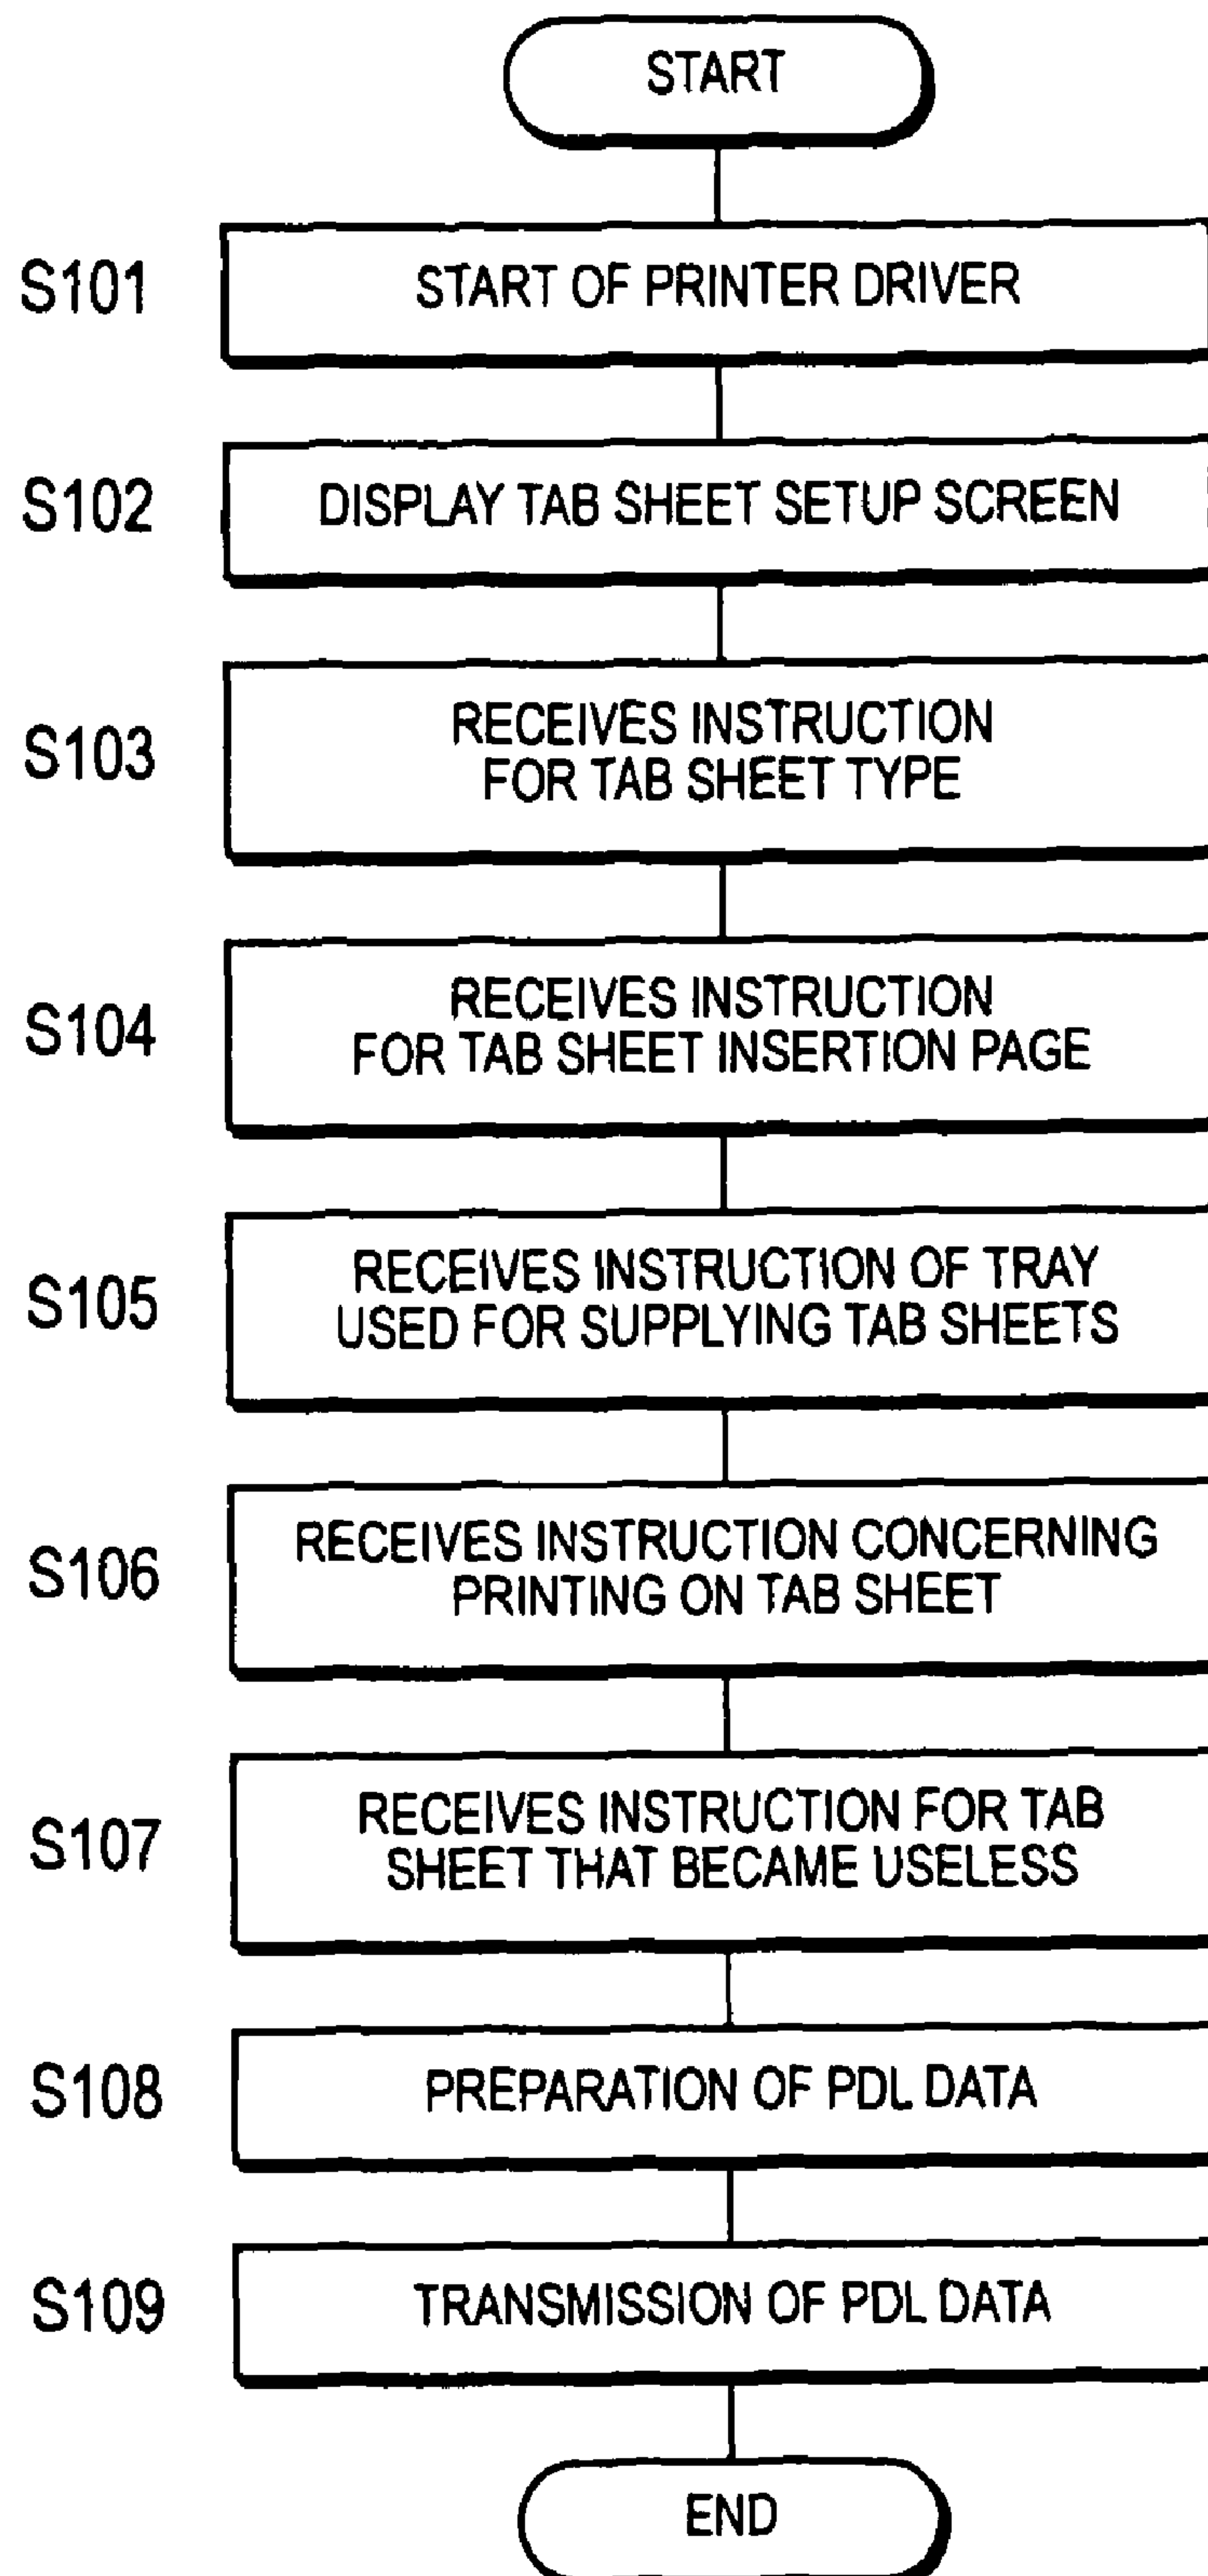 START
S101
START OF PRINTER DRIVER
S102
DISPLAY TAB SHEET SETUP SCREEN
S103
RECEIVES INSTRUCTION
FOR TAB SHEET TYPE
S104
RECEIVES INSTRUCTION
FOR TAB SHEET INSERTION PAGE
S105
RECEIVES INSTRUCTION OF TRAY
USED FOR SUPPLYING TAB SHEETS
S106
RECEIVES INSTRUCTION CONCERNING
PRINTING ON TAB SHEET
S107
RECEIVES INSTRUCTION FOR TAB
SHEET THAT BECAME USELESS
S108
PREPARATION OF PDL DATA
S109
TRANSMISSION OF PDL DATA
END